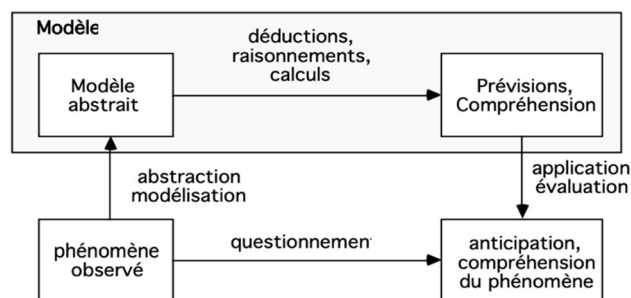 Modèle
déductions,
raisonnements,
calculs
Modèle
abstrait
Prévisions,
Compréhension
abstraction
modélisation
application
évaluation
phénomène
observé
questionnemen
anticipation,
compréhension
du phénomène